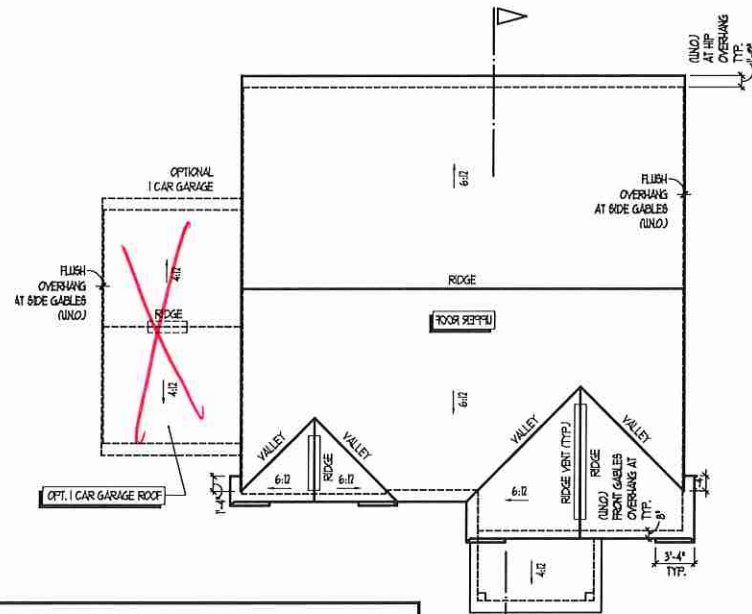 (U.N.O.)
AT HIP
OVERHANG
TYP.
OPTIONAL
1 CAR GARAGE
6:12
FLUSH
OVERHANG
AT SIDE GABLES
(U.N.O.)
FLUSH
OVERHANG
AT SIDE GABLES
(U.N.O.)
4:12
RIDGE
RIDGE
UPPER ROOF
4:12
6:12
VALLEY
VALLEY
VALLEY
VALLEY
6:12
6:12
RIDGE
6:12
RIDGE VENT (TYP.)
RIDGE
(U.N.O.)
FRONT GABLES
OVERHANG AT
TYP.
8"
OPT. 1 CAR GARAGE ROOF
1'-4"
3'-4"
TYP.
4:12